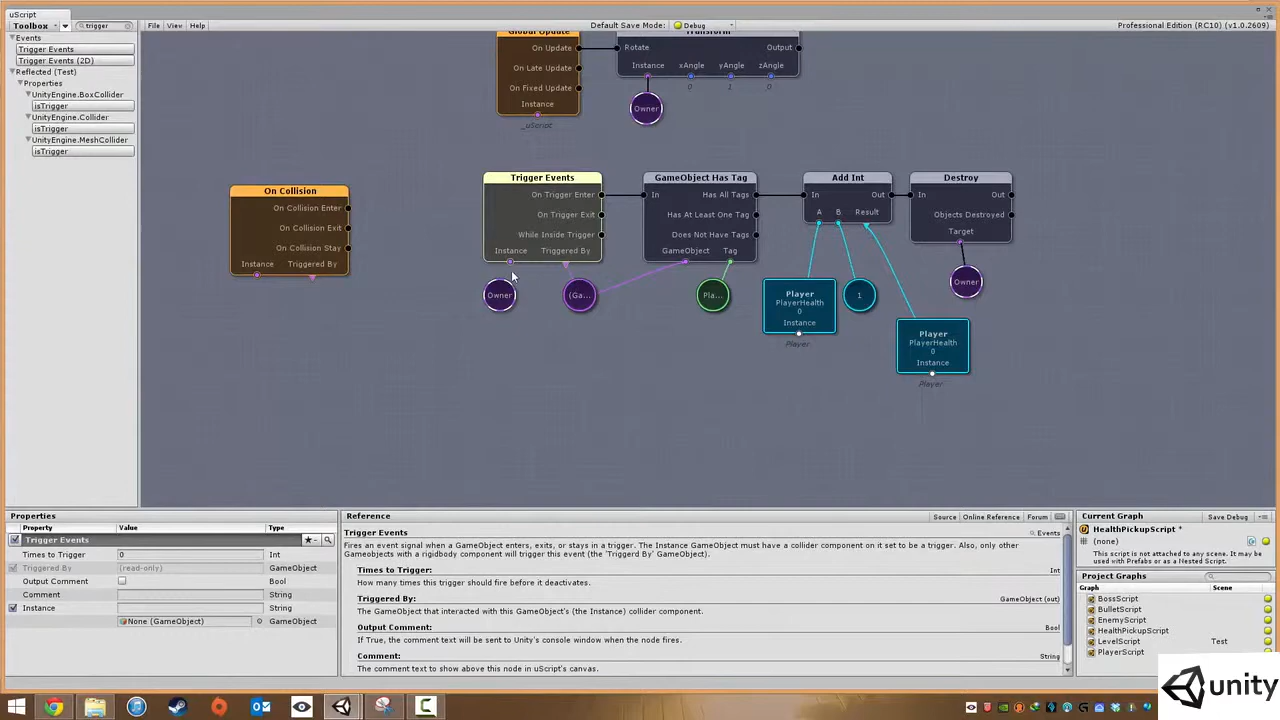 uScript
Toolbox
trigger
File View Help
Default Save Mode: Debug
Professional Edition (RC10) (v1.0.2609)
Events
Trigger Events
Trigger Events (2D)
Reflected (Test)
Properties
UnityEngine.BoxCollider
isTrigger
UnityEngine.Collider
isTrigger
UnityEngine.MeshCollider
isTrigger
Global Update
On Update
On Late Update
On Fixed Update
Instance
_uScript
Transform
Rotate Output
Instance xAngle yAngle zAngle
0 1 0
Owner
On Collision
On Collision Enter
On Collision Exit
On Collision Stay
Instance Triggered By
Trigger Events
On Trigger Enter
On Trigger Exit
While Inside Trigger
Instance Triggered By
Owner
(Ga...
GameObject Has Tag
In Has All Tags
Has At Least One Tag
Does Not Have Tags
GameObject Tag
Pla...
Add Int
In Out
A B Result
Player
PlayerHealth
0
Instance
Player
1
Player
PlayerHealth
0
Instance
Player
Destroy
In Out
Objects Destroyed
Target
Owner
Properties
Property Value Type
Trigger Events
Times to Trigger 0 Int
Triggered By (read-only) GameObject
Output Comment Bool
Comment String
Instance String
None (GameObject) GameObject
Reference Source Online Reference Forum
Trigger Events Events
Fires an event signal when a GameObject enters, exits, or stays in a trigger. The Instance GameObject must have a collider component on it set to be a trigger. Also, only other
Gameobjects with a rigidbody component will trigger this event (the 'Triggerd By' GameObject).
Times to Trigger: Int
How many times this trigger should fire before it deactivates.
Triggered By: GameObject (out)
The GameObject that interacted with this GameObject's (the Instance) collider component.
Output Comment: Bool
If True, the comment text will be sent to Unity's console window when the node fires.
Comment: String
The comment text to show above this node in uScript's canvas.
Current Graph Save Debug
HealthPickupScript *
(none)
This script is not attached to any scene. It may be
used with Prefabs or as a Nested Script.
Project Graphs
Graph Scene
BossScript
BulletScript
EnemyScript
HealthPickupScript
LevelScript Test
PlayerScript
unity